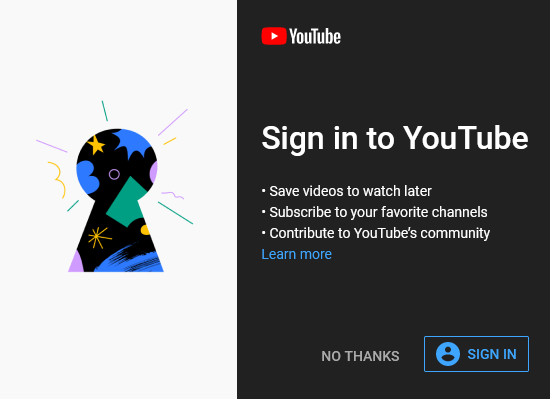 YouTube
Sign in to YouTube
• Save videos to watch later
• Subscribe to your favorite channels
• Contribute to YouTube’s community
Learn more
NO THANKS
SIGN IN